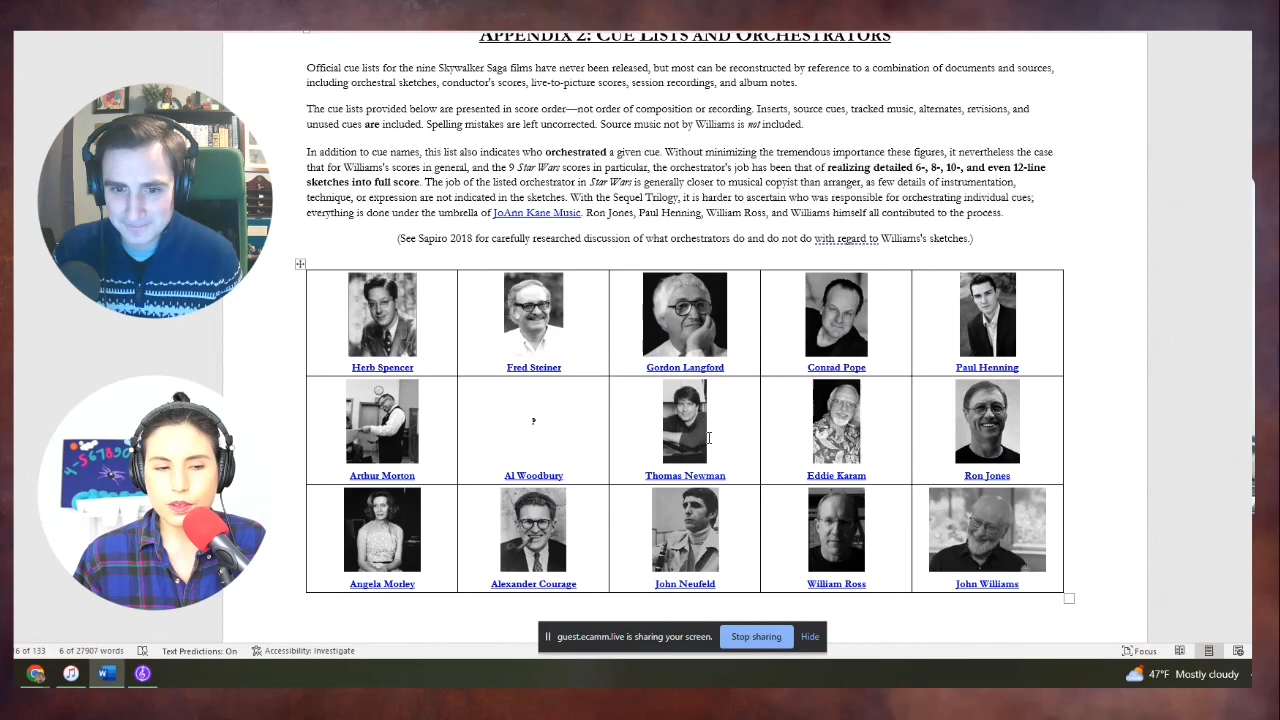 APPENDIX 2: CUE LISTS AND ORCHESTRATORS
Official cue lists for the nine Skywalker Saga films have never been released, but most can be reconstructed by reference to a combination of documents and sources,
including orchestral sketches, conductor's scores, live-to-picture scores, session recordings, and album notes.
The cue lists provided below are presented in score order—not order of composition or recording. Inserts, source cues, tracked music, alternates, revisions, and
unused cues are included. Spelling mistakes are left uncorrected. Source music not by Williams is not included.
In addition to cue names, this list also indicates who orchestrated a given cue. Without minimizing the tremendous importance these figures, it nevertheless the case
that for Williams's scores in general, and the 9 Star Wars scores in particular, the orchestrator's job has been that of realizing detailed 6-, 8-, 10-, and even 12-line
sketches into full score. The job of the listed orchestrator in Star Wars is generally closer to musical copyist than arranger, as few details of instrumentation,
technique, or expression are not indicated in the sketches. With the Sequel Trilogy, it is harder to ascertain who was responsible for orchestrating individual cues;
everything is done under the umbrella of JoAnn Kane Music. Ron Jones, Paul Henning, William Ross, and Williams himself all contributed to the process.
(See Sapiro 2018 for carefully researched discussion of what orchestrators do and do not do with regard to Williams's sketches.)
Herb Spencer Fred Steiner Gordon Langford Conrad Pope Paul Henning
?
Arthur Morton Al Woodbury Thomas Newman Eddie Karam Ron Jones
Angela Morley Alexander Courage John Neufeld William Ross John Williams
4-567890
guest.ecamm.live is sharing your screen. Stop sharing Hide
6 of 133 6 of 27907 words Text Predictions: On Accessibility: Investigate Focus
W 47°F Mostly cloudy